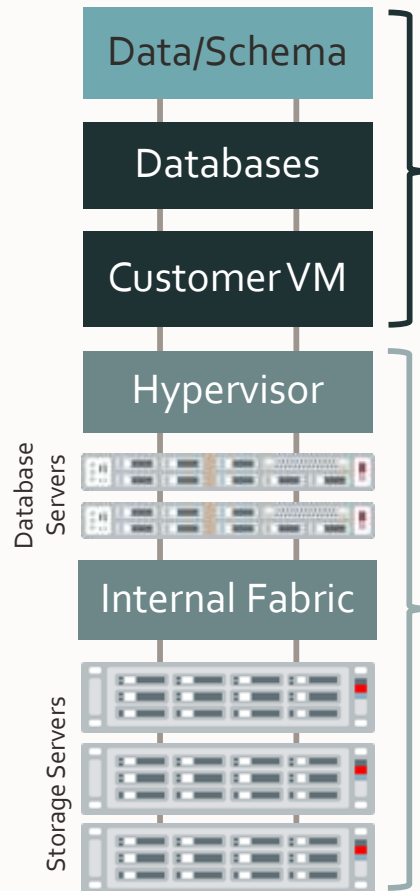 Data/Schema
Databases
Customer VM
Hypervisor
Database
Servers
Internal Fabric
Storage Servers